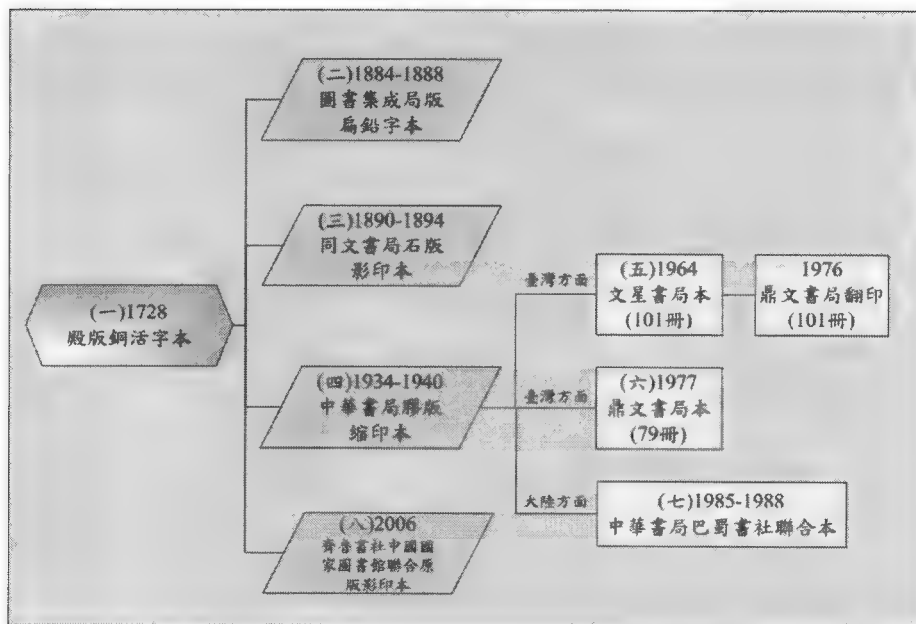 (一)1728
殿版銅活字本
(二)1884-1888
圖書集成局版
扁鉛字本
(三)1890-1894
同文書局石版
影印本
(四)1934-1940
中華書局膠版
縮印本
(八)2006
齊魯書社中國國
家圖書館聯合原
版影印本
臺灣方面
(五)1964
文星書局本
(101冊)
1976
鼎文書局翻印
(101冊)
臺灣方面
(六)1977
鼎文書局本
(79冊)
大陸方面
(七)1985-1988
中華書局巴蜀書社聯合本